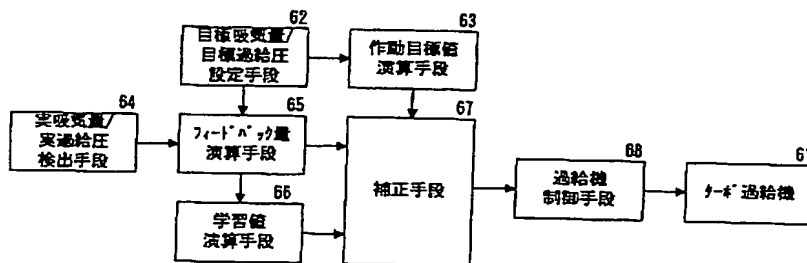 62
目標吸気量/
目標過給圧
設定手段
63
作動目標値
演算手段
64
実吸気量/
実過給圧
検出手段
65
フィードバック量
演算手段
66
学習値
演算手段
67
補正手段
68
過給機
制御手段
61
ターボ過給機